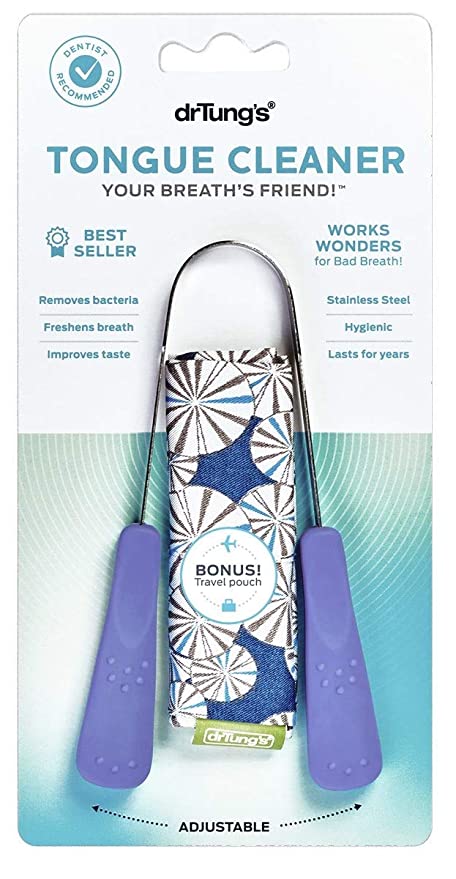 DENTIST
RECOMMENDED
drTung's®
TONGUE CLEANER
YOUR BREATH'S FRIEND!™
BEST
SELLER
WORKS
WONDERS
for Bad Breath!
Removes bacteria
Freshens breath
Improves taste
Stainless Steel
Hygienic
Lasts for years
BONUS!
Travel pouch
drTung's
ADJUSTABLE